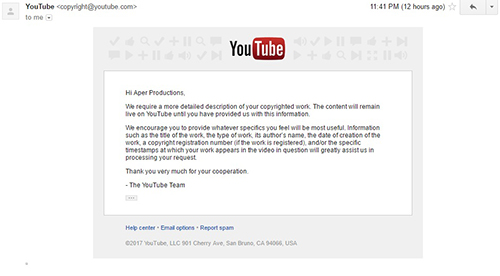 YouTube <copyright@youtube.com>
11:41 PM (12 hours ago)
to me
YouTube
Hi Aper Productions,
We require a more detailed description of your copyrighted work. The content will remain
live on YouTube until you have provided us with this information.
We encourage you to provide whatever specifics you feel will be most useful. Information
such as the title of the work, the type of work, its author's name, the date of creation of the
work, a copyright registration number (if the work is registered), and/or the specific
timestamps at which your work appears in the video in question will greatly assist us in
processing your request.
Thank you very much for your cooperation.
- The YouTube Team
Help center • Email options • Report spam
©2017 YouTube, LLC 901 Cherry Ave, San Bruno, CA 94066, USA